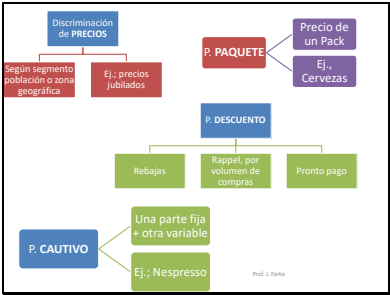 Discriminación
de PRECIOS
Según segmento
población o zona
geográfica
Ej.; precios
jubilados
P. PAQUETE
Precio de
un Pack
Ej.,
Cervezas
P. DESCUENTO
Rebajas
Rappel, por
volumen de
compras
Pronto pago
P. CAUTIVO
Una parte fija
+ otra variable
Ej.; Nespresso
Prof. J. Ferto